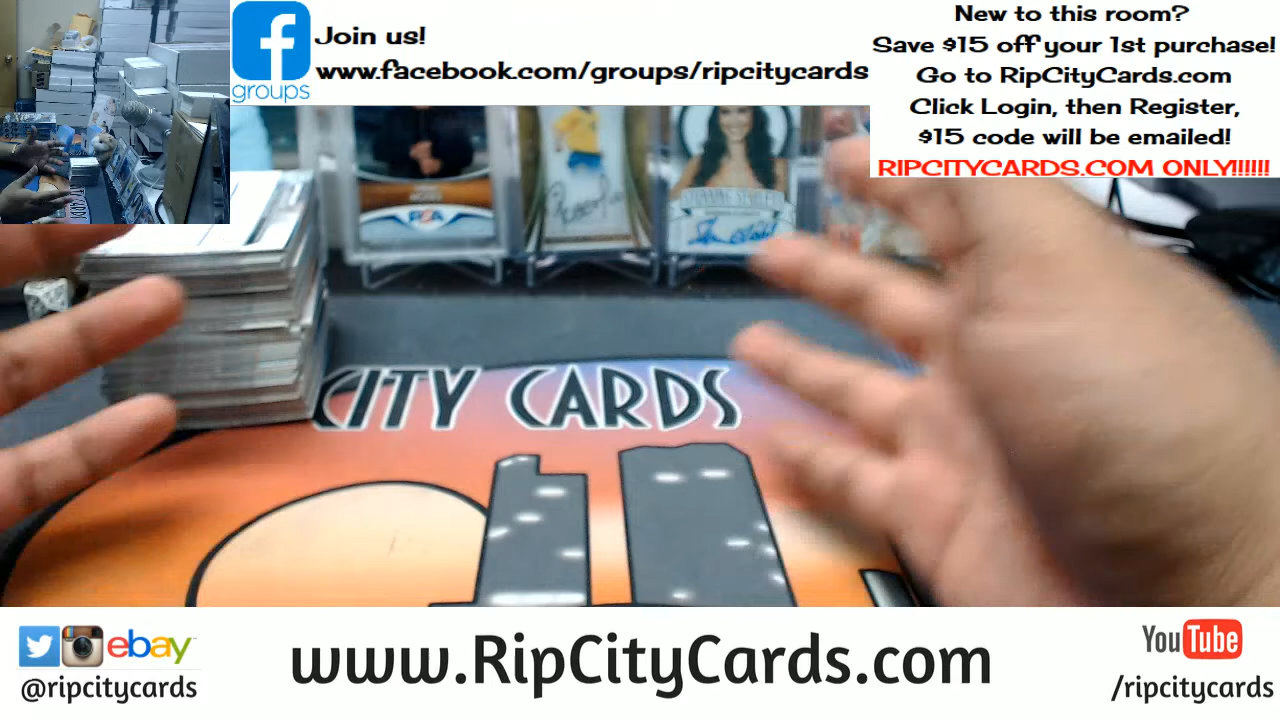 groups
Join us!
www.facebook.com/groups/ripcitycards
New to this room?
Save $15 off your 1st purchase!
Go to RipCityCards.com
Click Login, then Register,
$15 code will be emailed!
RIPCITYCARDS.COM ONLY!!!!!
PSA
CITY CARDS
ebay
@ripcitycards
www.RipCityCards.com
YouTube
/ripcitycards